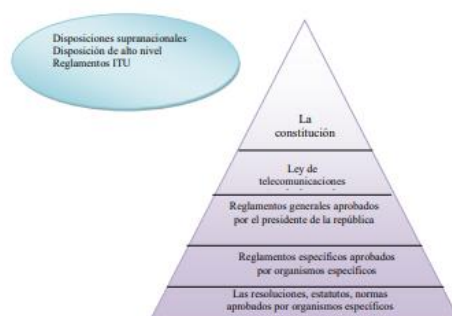 Disposiciones supranacionales
Disposición de alto nivel
Reglamentos ITU
La
constitución
Ley de
telecomunicaciones
Reglamentos generales aprobados
por el presidente de la república
Reglamentos específicos aprobados
por organismos específicos
Las resoluciones, estatutos, normas
aprobados por organismos específicos